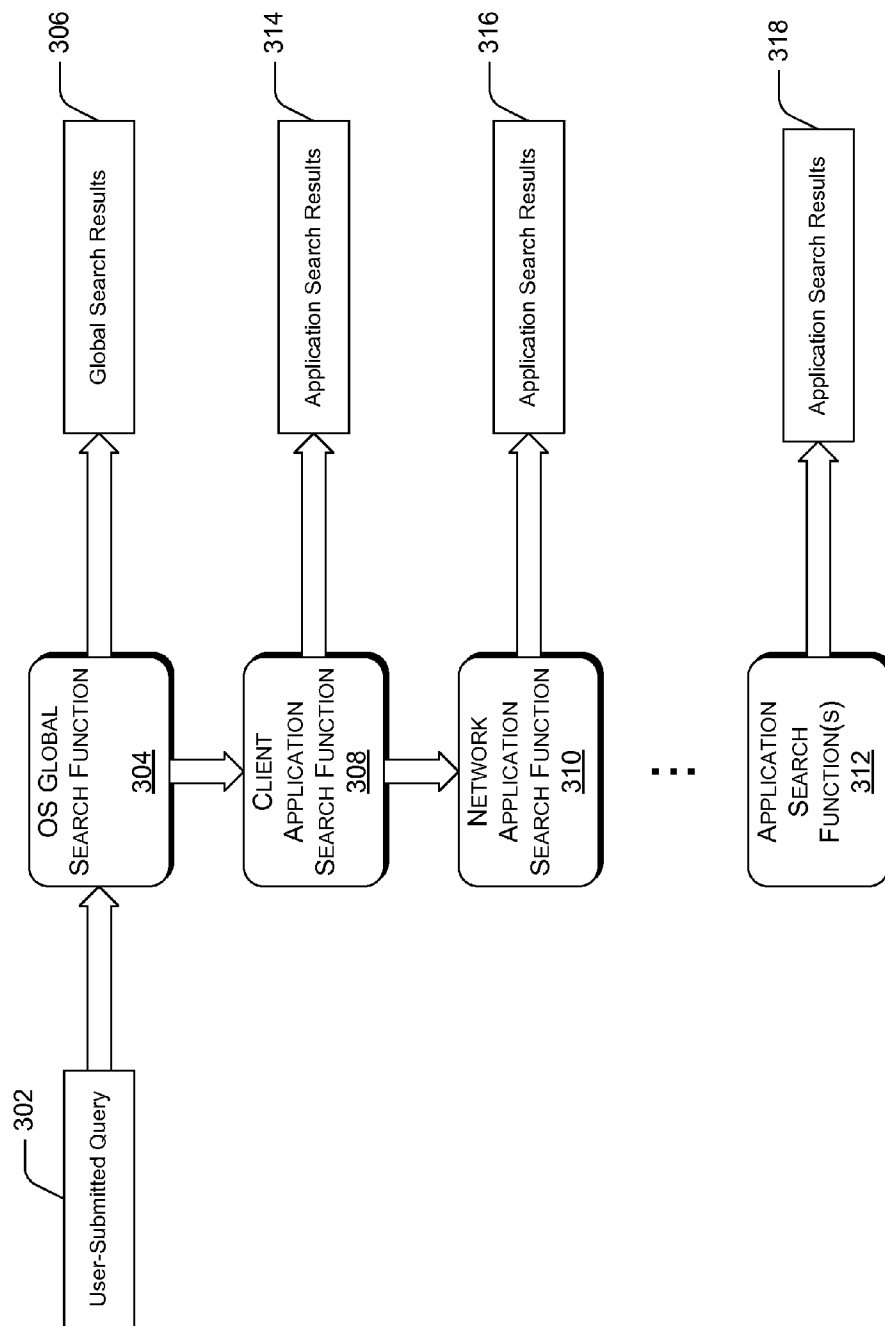 302
User-Submitted Query
OS GLOBAL
SEARCH FUNCTION
304
Global Search Results
306
CLIENT
APPLICATION
SEARCH FUNCTION
308
Application Search Results
314
NETWORK
APPLICATION
SEARCH FUNCTION
310
Application Search Results
316
...
APPLICATION
SEARCH
FUNCTION(S)
312
Application Search Results
318